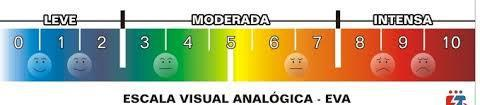 LEVE MODERADA INTENSA
0 1 2 3 4 5 6 7 8 9 10
ESCALA VISUAL ANALÓGICA - EVA